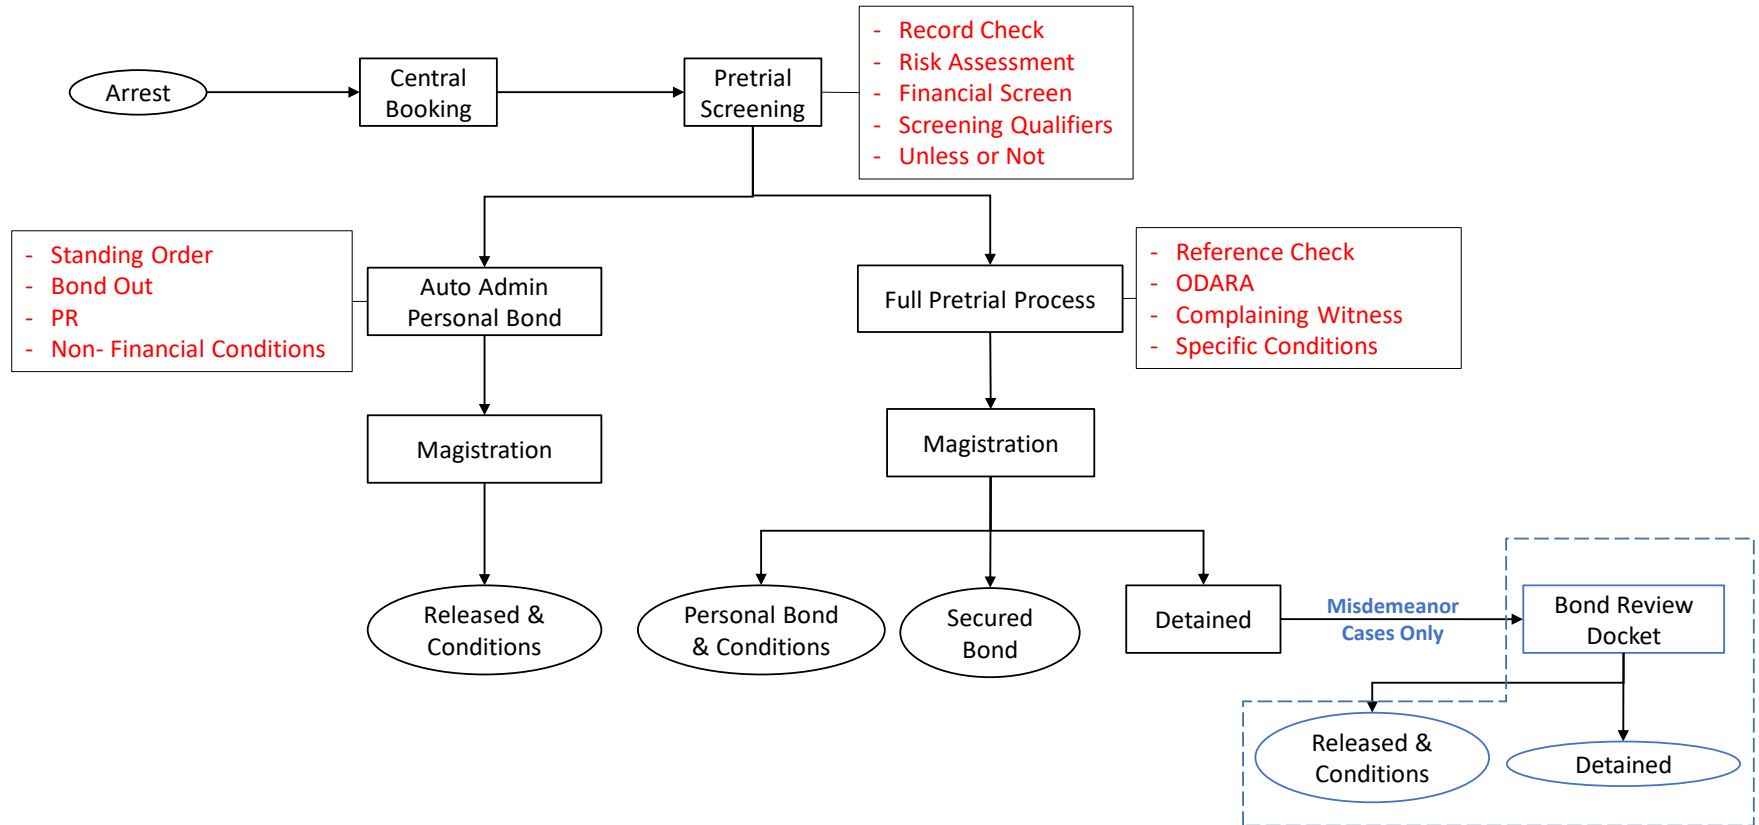 Arrest
Central
Booking
Pretrial
Screening
- Record Check
- Risk Assessment
- Financial Screen
- Screening Qualifiers
- Unless or Not
- Standing Order
- Bond Out
- PR
- Non- Financial Conditions
Auto Admin
Personal Bond
Full Pretrial Process
- Reference Check
- ODARA
- Complaining Witness
- Specific Conditions
Magistration
Magistration
Released &
Conditions
Personal Bond
& Conditions
Secured
Bond
Detained
Misdemeanor
Cases Only
Bond Review
Docket
Released &
Conditions
Detained